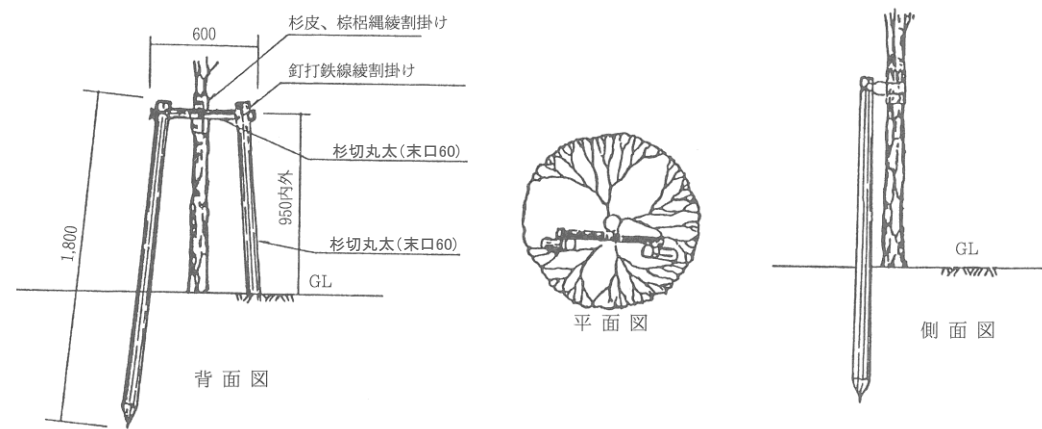 杉皮、棕梠縄綾割掛け
600
釘打鉄線綾割掛け
杉切丸太(末口60)
950内外
1,800
杉切丸太(末口60)
GL
背面図
平面図
GL
側面図